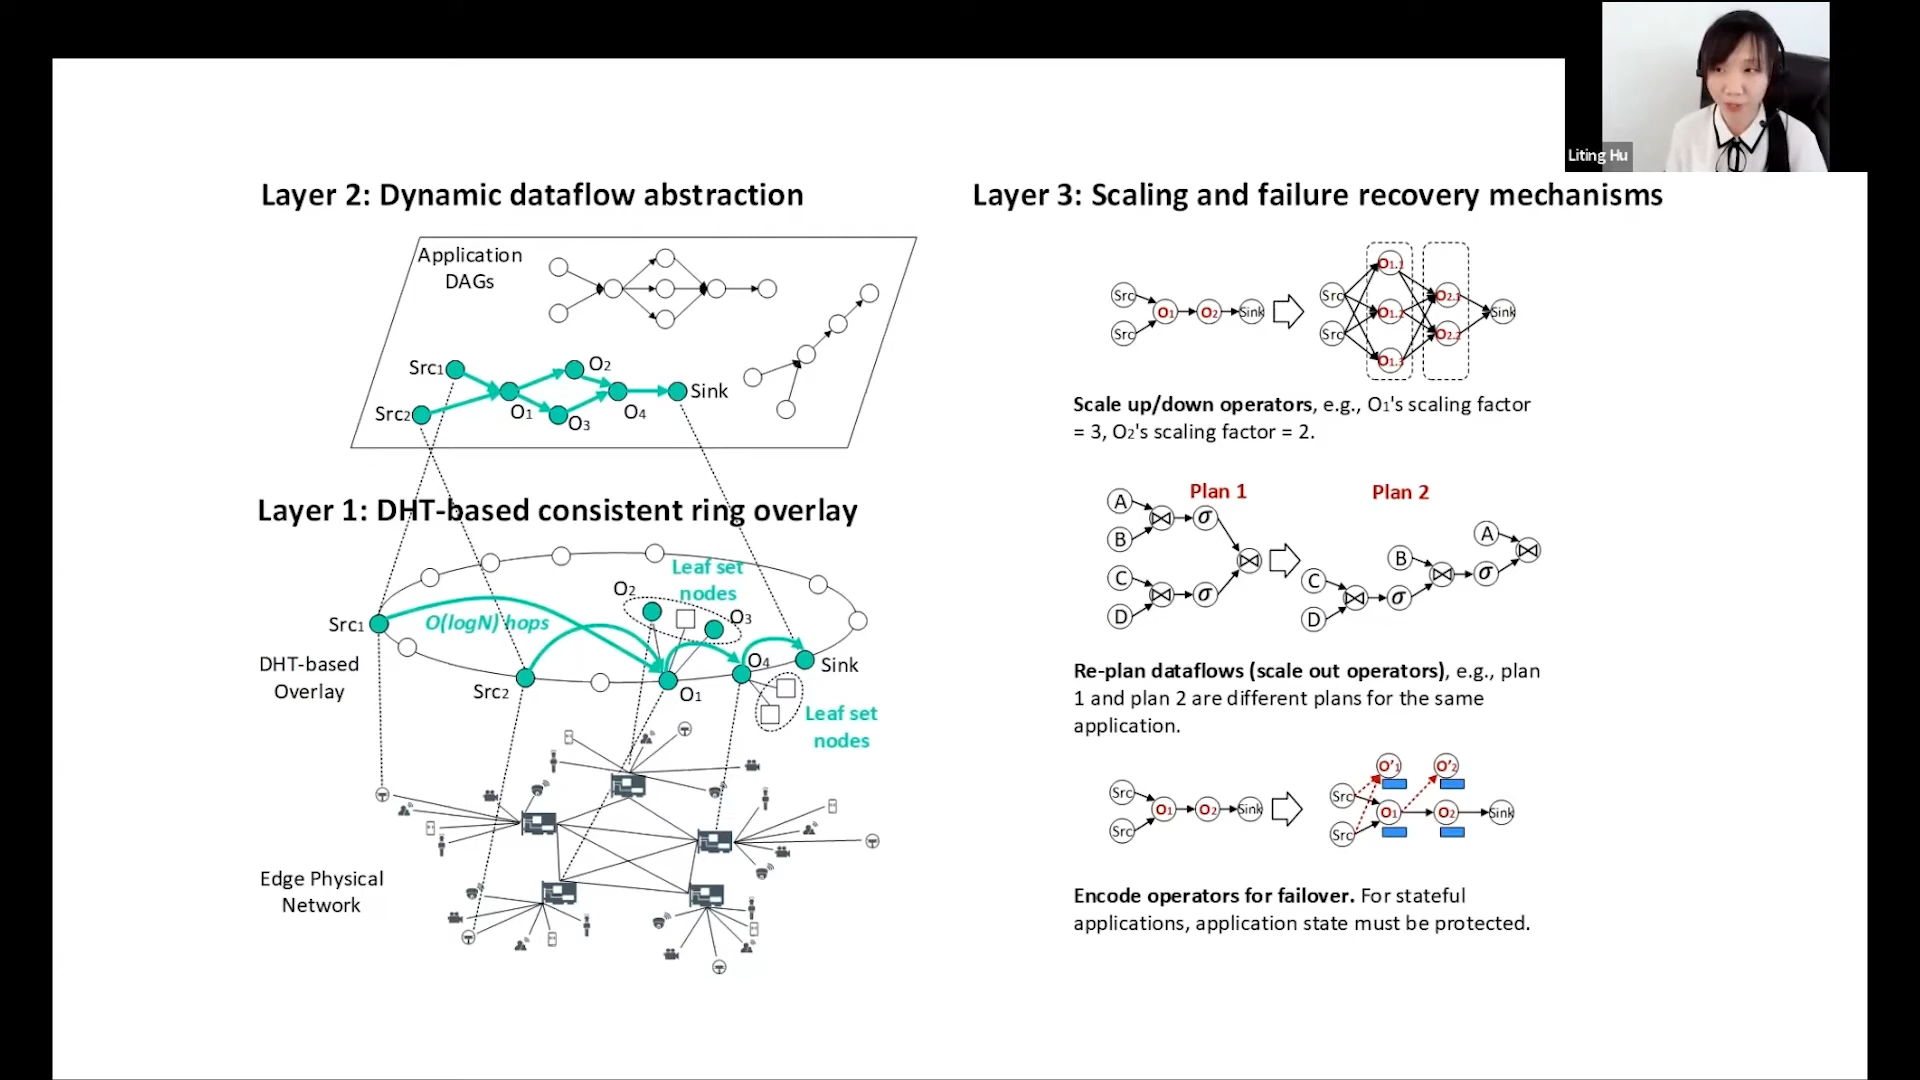 Liting Hu
Layer 2: Dynamic dataflow abstraction
Application
DAGs
Src1
O2
Sink
Src2
O1
O3
O4
Layer 1: DHT-based consistent ring overlay
Leaf set
nodes
O2
O3
Src1
O(logN) hops
DHT-based
Overlay
Src2
O1
O4
Sink
Leaf set
nodes
Edge Physical
Network
Layer 3: Scaling and failure recovery mechanisms
Src
Src
O1
O2
Sink
Src
Src
O1.1
O1.2
O1.3
O2.1
O2.2
Sink
Scale up/down operators, e.g., O1's scaling factor
= 3, O2's scaling factor = 2.
Plan 1
Plan 2
A
B
C
D
⋈
σ
⋈
σ
⋈
A
B
C
D
⋈
σ
⋈
σ
⋈
Re-plan dataflows (scale out operators), e.g., plan
1 and plan 2 are different plans for the same
application.
Src
Src
O1
O2
Sink
Src
Src
O'1
O'2
O1
O2
Sink
Encode operators for failover. For stateful
applications, application state must be protected.